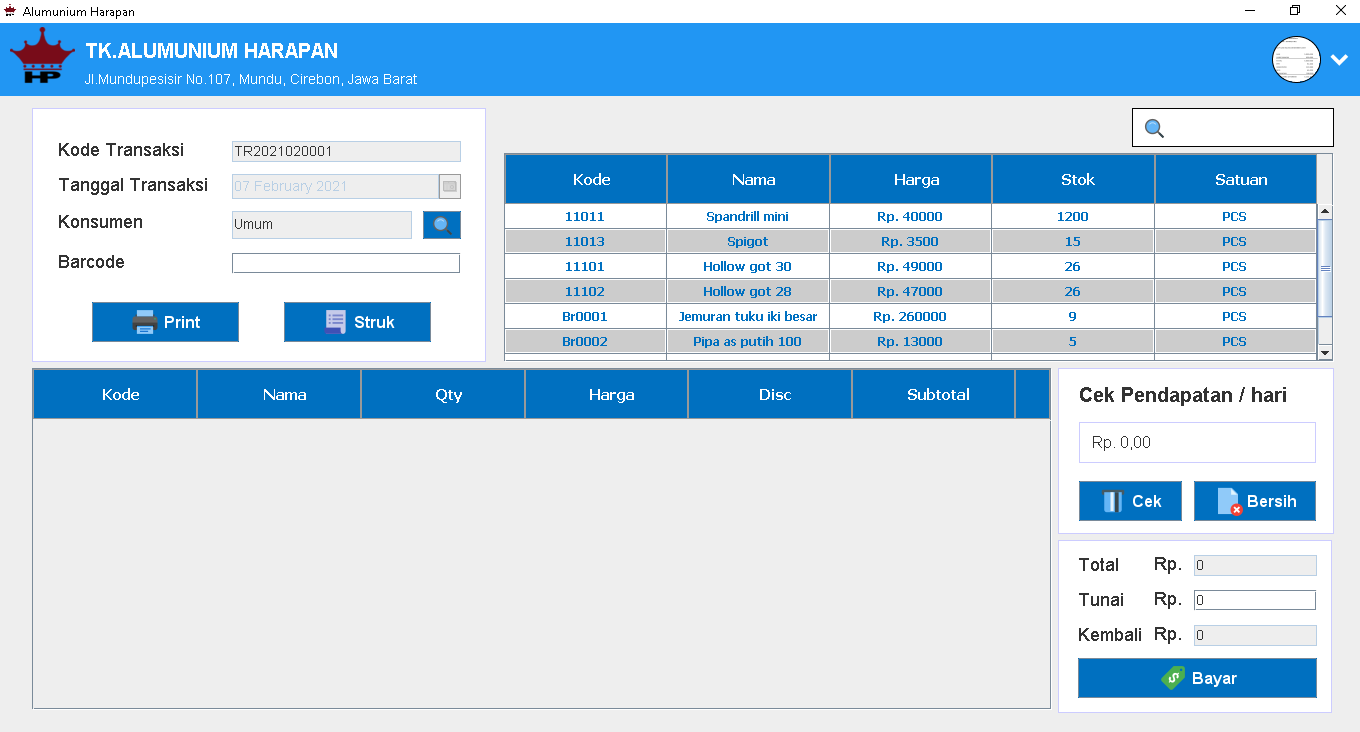 Alumunium Harapan
HP
TK.ALUMUNIUM HARAPAN
Jl.Mundupesisir No.107, Mundu, Cirebon, Jawa Barat
Kode Transaksi TR2021020001
Tanggal Transaksi 07 February 2021
Konsumen Umum
Barcode
Print Struk
Kode Nama Harga Stok Satuan
11011 Spandrill mini Rp. 40000 1200 PCS
11013 Spigot Rp. 3500 15 PCS
11101 Hollow got 30 Rp. 49000 26 PCS
11102 Hollow got 28 Rp. 47000 26 PCS
Br0001 Jemuran tuku iki besar Rp. 260000 9 PCS
Br0002 Pipa as putih 100 Rp. 13000 5 PCS
Kode Nama Qty Harga Disc Subtotal
Cek Pendapatan / hari
Rp. 0,00
Cek Bersih
Total Rp. 0
Tunai Rp. 0
Kembali Rp. 0
Bayar